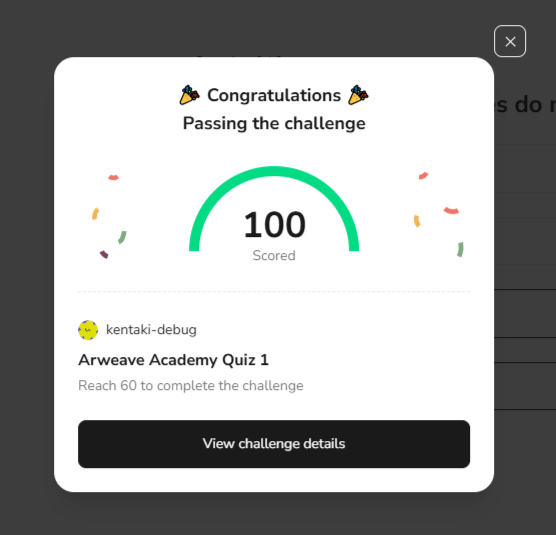 Congratulations
Passing the challenge
100
Scored
kentaki-debug
Arweave Academy Quiz 1
Reach 60 to complete the challenge
View challenge details